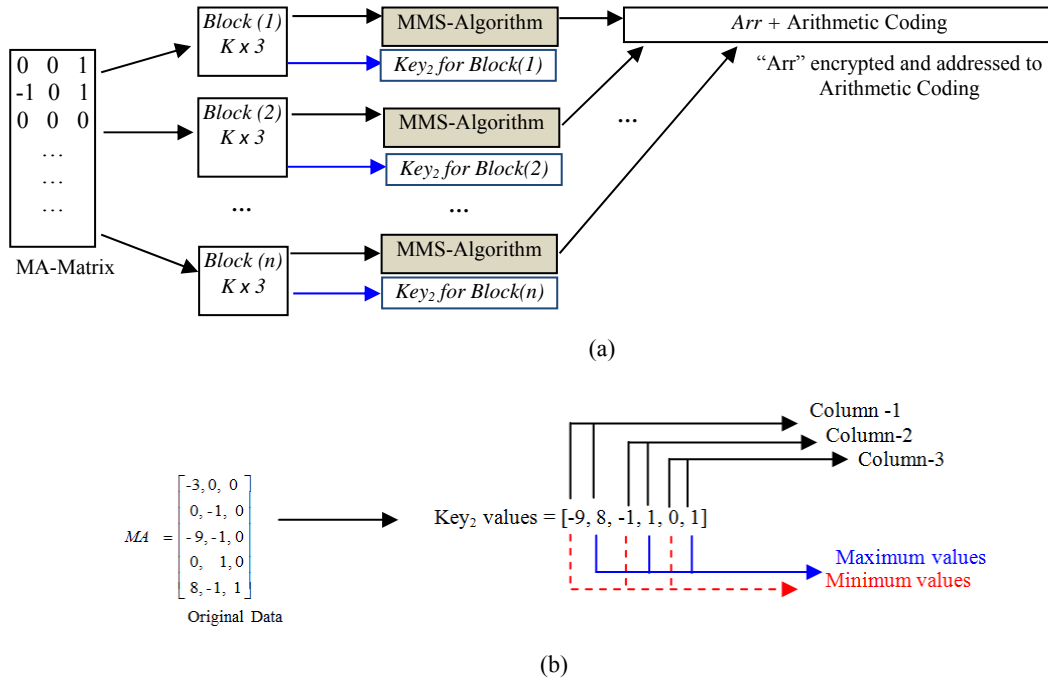 Block (1)
K x 3
MMS-Algorithm
Arr + Arithmetic Coding
Key2 for Block(1)
“Arr” encrypted and addressed to
Arithmetic Coding
0 0 1
-1 0 1
0 0 0
...
...
...
MA-Matrix
Block (2)
K x 3
MMS-Algorithm
Key2 for Block(2)
...
...
...
Block (n)
K x 3
MMS-Algorithm
Key2 for Block(n)
(a)
Column -1
Column-2
Column-3
MA =
-3, 0, 0
0, -1, 0
-9, -1, 0
0, 1, 0
8, -1, 1
Original Data
Key2 values = [-9, 8, -1, 1, 0, 1]
Maximum values
Minimum values
(b)